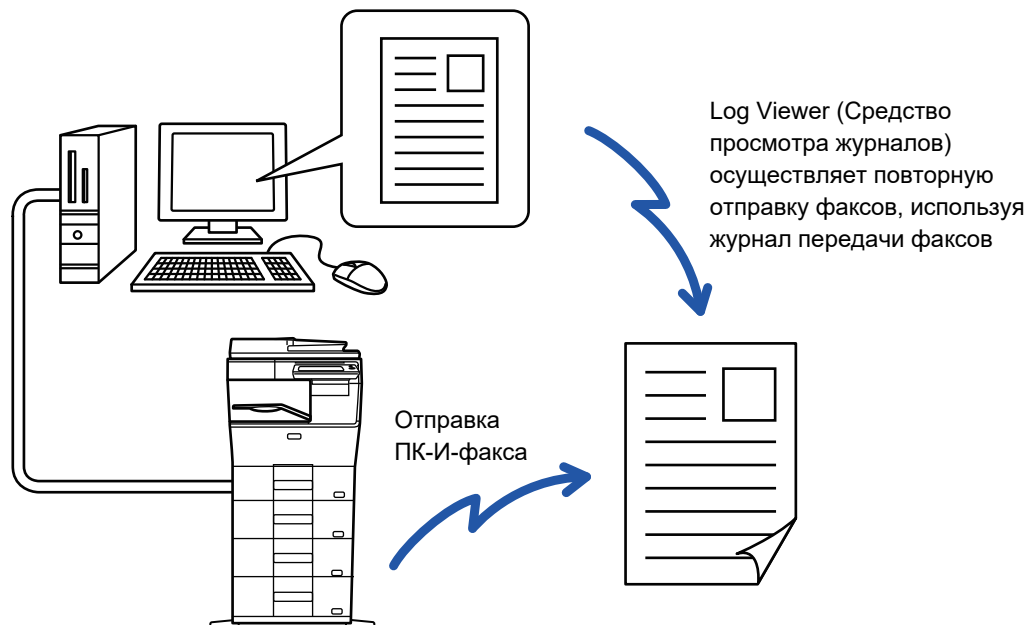 Log Viewer (Средство
просмотра журналов)
осуществляет повторную
отправку факсов, используя
журнал передачи факсов
Отправка
ПК-И-факса